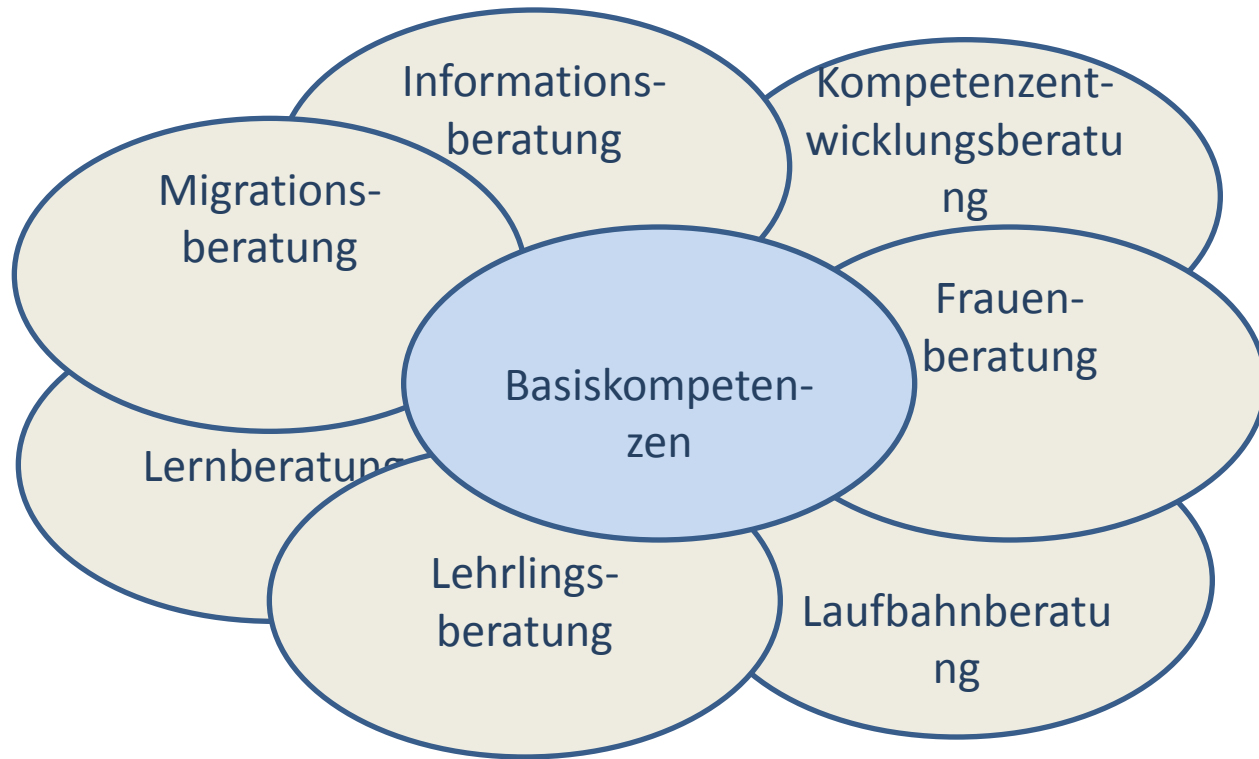 Informations-
beratung
Kompetenzent-
wicklungsberatu
ng
Migrations-
beratung
Frauen-
beratung
Basiskompeten-
zen
Lernberatung
Lehrlings-
beratung
Laufbahnberatu
ng